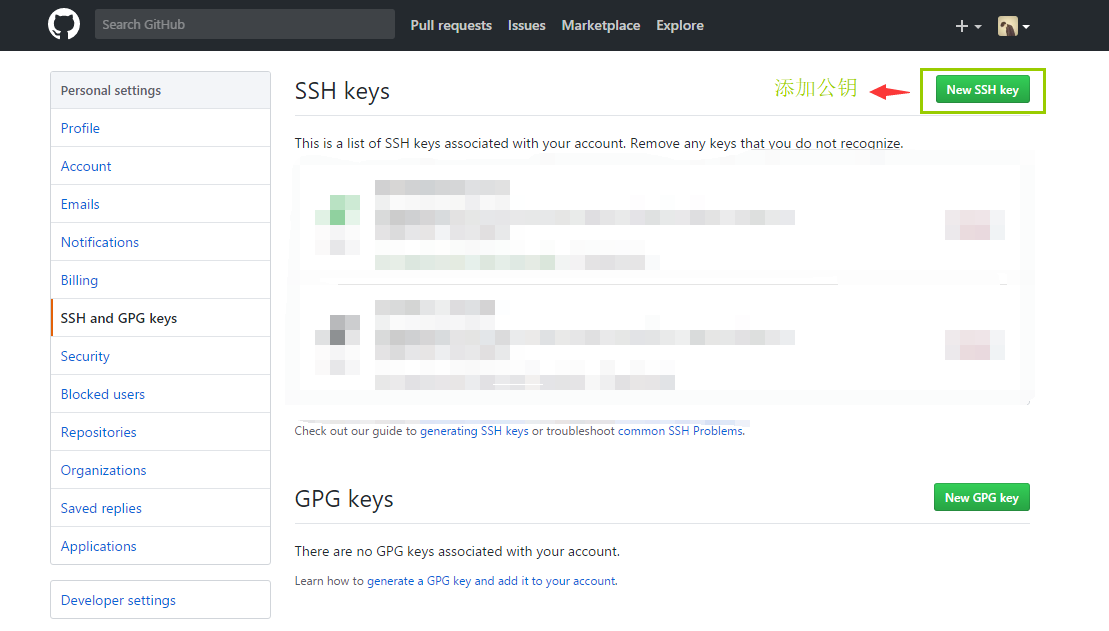 Search GitHub
Pull requests
Issues
Marketplace
Explore
Personal settings
Profile
Account
Emails
Notifications
Billing
SSH and GPG keys
Security
Blocked users
Repositories
Organizations
Saved replies
Applications
Developer settings
SSH keys
添加公钥
New SSH key
This is a list of SSH keys associated with your account. Remove any keys that you do not recognize.
Check out our guide to generating SSH keys or troubleshoot common SSH Problems.
GPG keys
New GPG key
There are no GPG keys associated with your account.
Learn how to generate a GPG key and add it to your account.